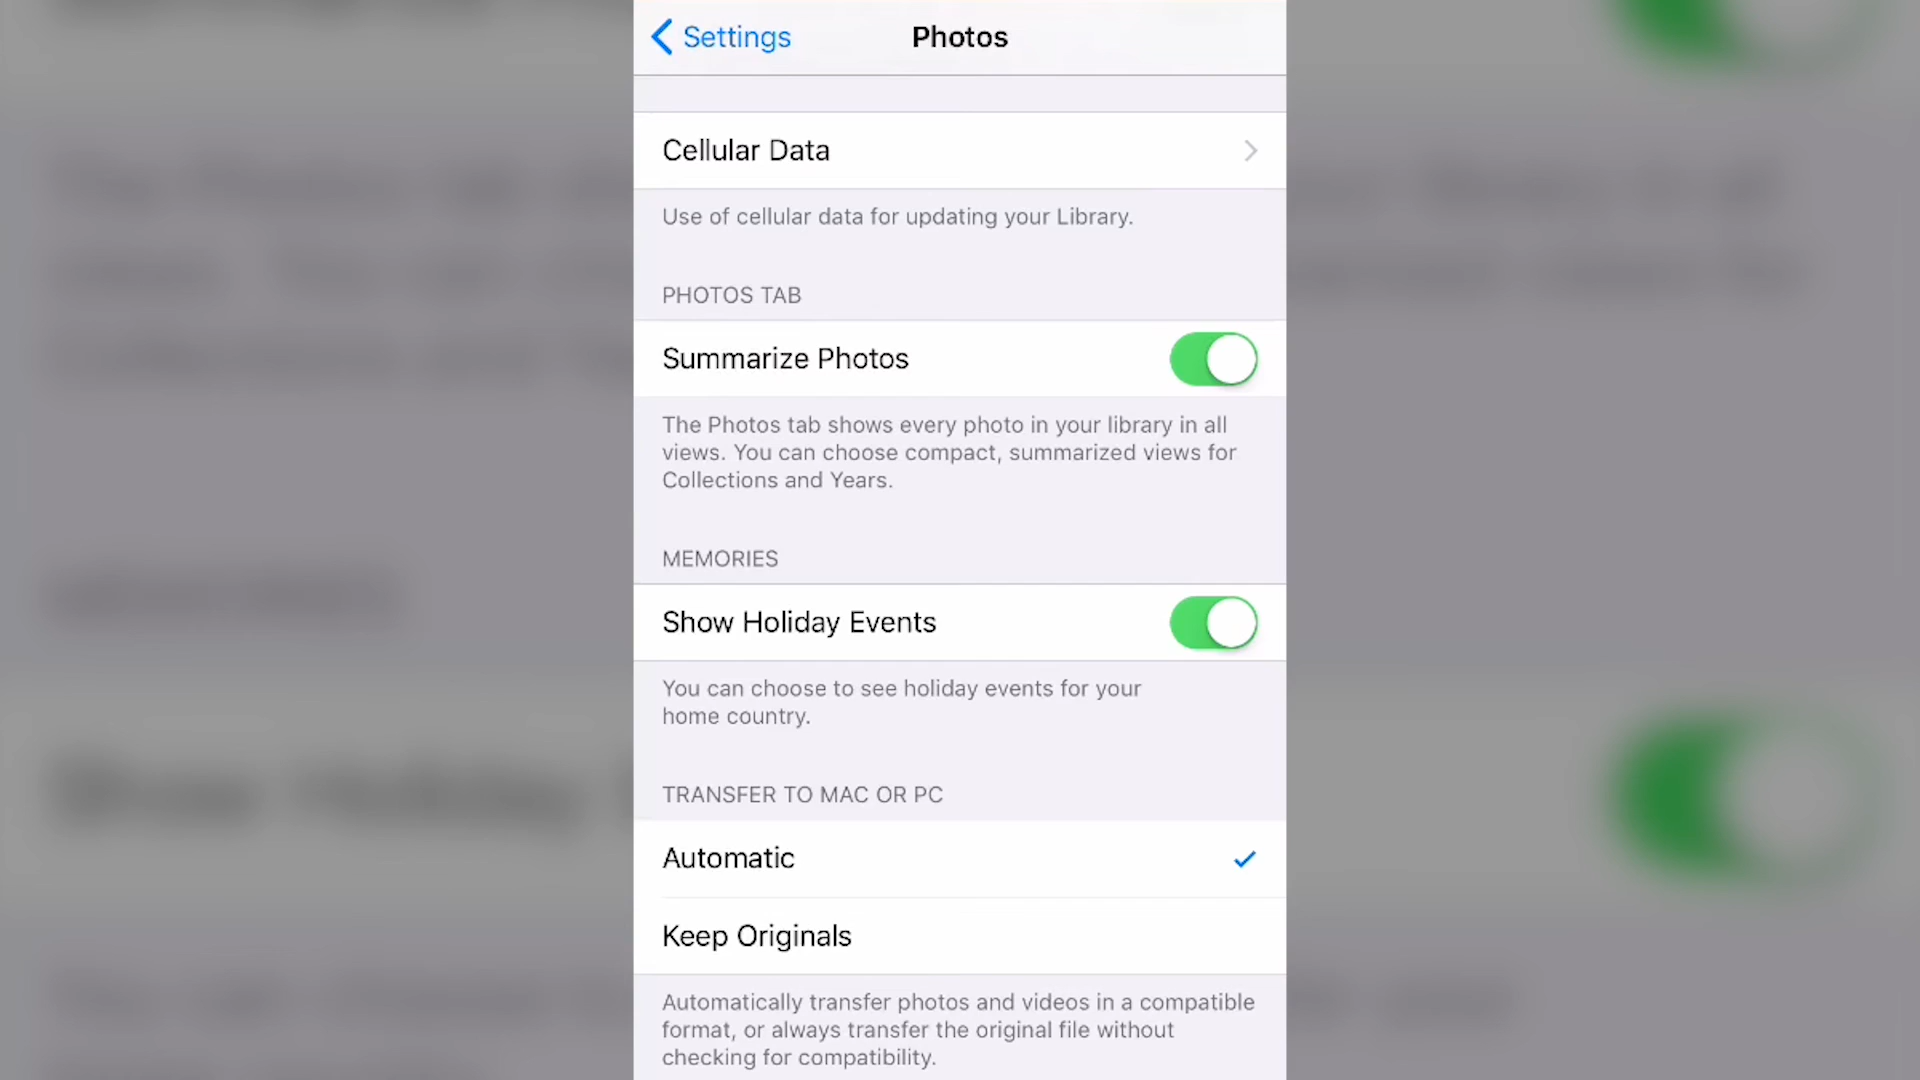 Settings
Photos
Cellular Data
Use of cellular data for updating your Library.
PHOTOS TAB
Summarize Photos
The Photos tab shows every photo in your library in all
views. You can choose compact, summarized views for
Collections and Years.
MEMORIES
Show Holiday Events
You can choose to see holiday events for your
home country.
TRANSFER TO MAC OR PC
Automatic
Keep Originals
Automatically transfer photos and videos in a compatible
format, or always transfer the original file without
checking for compatibility.